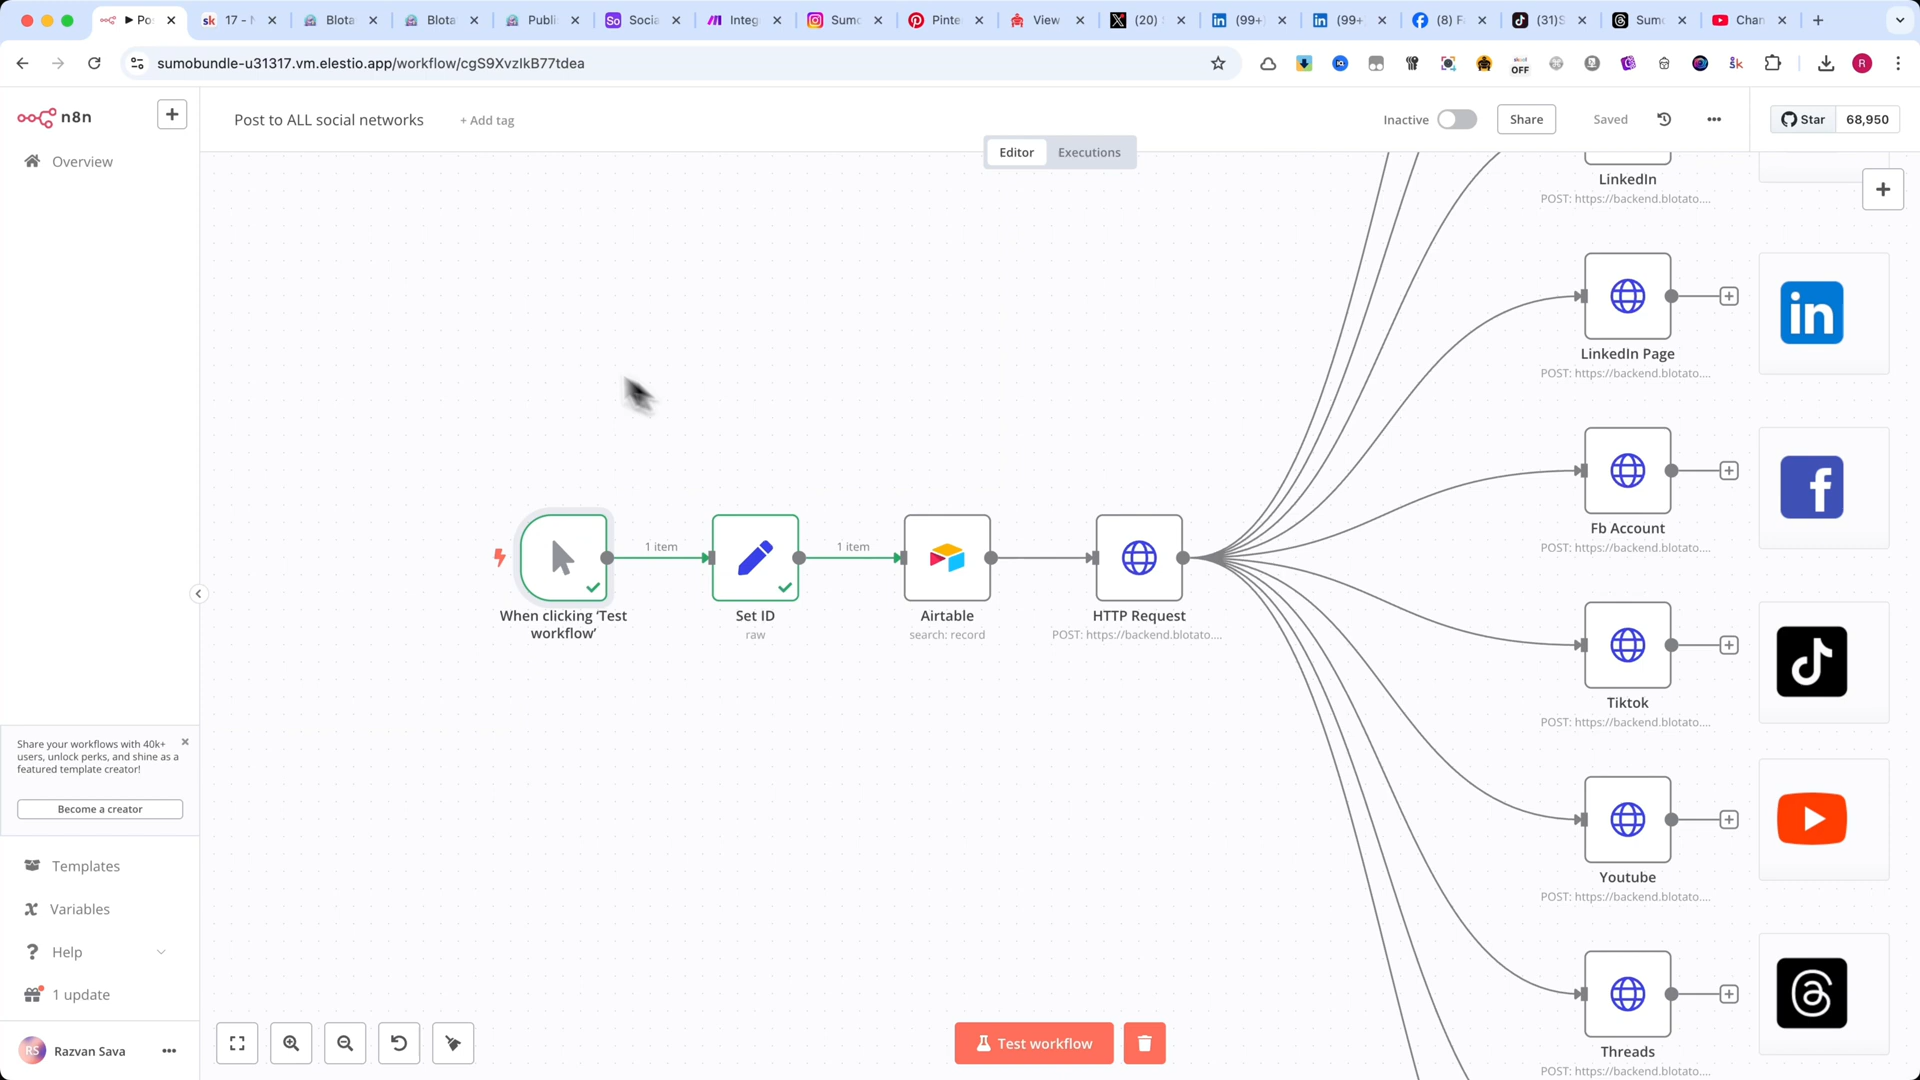 Po
17 - N
Blota
Blota
Publi
Socia
Integ
Sumo
Pinte
View
(20)
(99+)
(99+
(8) F
(31)S
Sumo
Chan
sumobundle-u31317.vm.elestio.app/workflow/cgS9XvzIkB77tdea
OFF
R
n8n
Overview
Post to ALL social networks
+ Add tag
Inactive
Share
Saved
Star
68,950
Editor
Executions
LinkedIn
POST: https://backend.blotato....
LinkedIn Page
POST: https://backend.blotato....
in
Fb Account
POST: https://backend.blotato....
f
1 item
1 item
When clicking ‘Test
workflow’
Set ID
raw
Airtable
search: record
HTTP Request
POST: https://backend.blotato....
Tiktok
POST: https://backend.blotato....
Youtube
POST: https://backend.blotato....
Threads
POST: https://backend.blotato....
Share your workflows with 40k+
users, unlock perks, and shine as a
featured template creator!
Become a creator
Templates
Variables
Help
1 update
RS
Razvan Sava
Test workflow